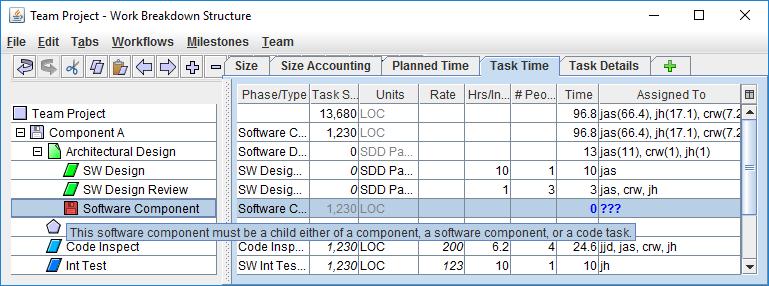 Team Project - Work Breakdown Structure
File Edit Tabs Workflows Milestones Team
Size Size Accounting Planned Time Task Time Task Details
Phase/Type Task S... Units Rate Hrs/In... # Peo... Time Assigned To
Team Project 13,680 LOC 96.8 jas(66.4), jh(17.1), crw(7.2
Component A Software C... 1,230 LOC 96.8 jas(66.4), jh(17.1), crw(7.2
Architectural Design Software D... 0 SDD Pa... 13 jas(11), crw(1), jh(1)
SW Design SW Desig... 0 SDD Pa... 10 1 10 jas
SW Design Review SW Desig... 0 SDD Pa... 1 3 3 jas, crw, jh
Software Component Software C... 1,230 LOC 0 ???
This software component must be a child either of a component, a software component, or a code task.
Code Inspect Code Insp... 1,230 LOC 200 6.2 4 24.6 jjd, jas, crw, jh
Int Test SW Int Tes... 1,230 LOC 123 10 1 10 jh